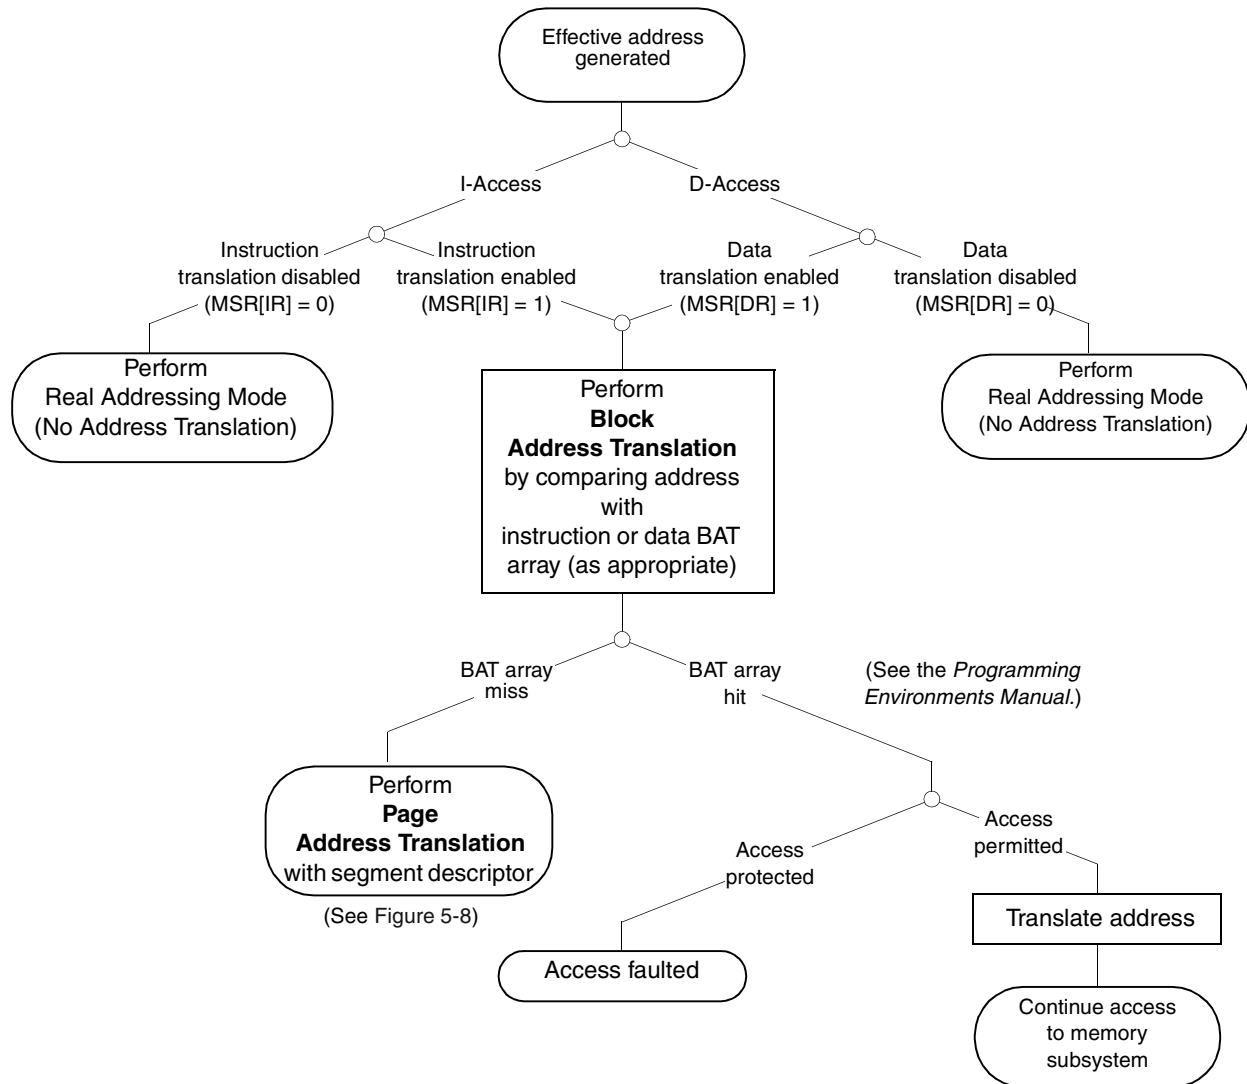 Effective address
generated
I-Access
D-Access
Instruction
translation disabled
(MSR[IR] = 0)
Instruction
translation enabled
(MSR[IR] = 1)
Data
translation enabled
(MSR[DR] = 1)
Data
translation disabled
(MSR[DR] = 0)
Perform
Real Addressing Mode
(No Address Translation)
Perform
Block
Address Translation
by comparing address
with
instruction or data BAT
array (as appropriate)
Perform
Real Addressing Mode
(No Address Translation)
BAT array
miss
BAT array
hit
(See the Programming
Environments Manual.)
Perform
Page
Address Translation
with segment descriptor
(See Figure 5-8)
Access
protected
Access
permitted
Access faulted
Translate address
Continue access
to memory
subsystem